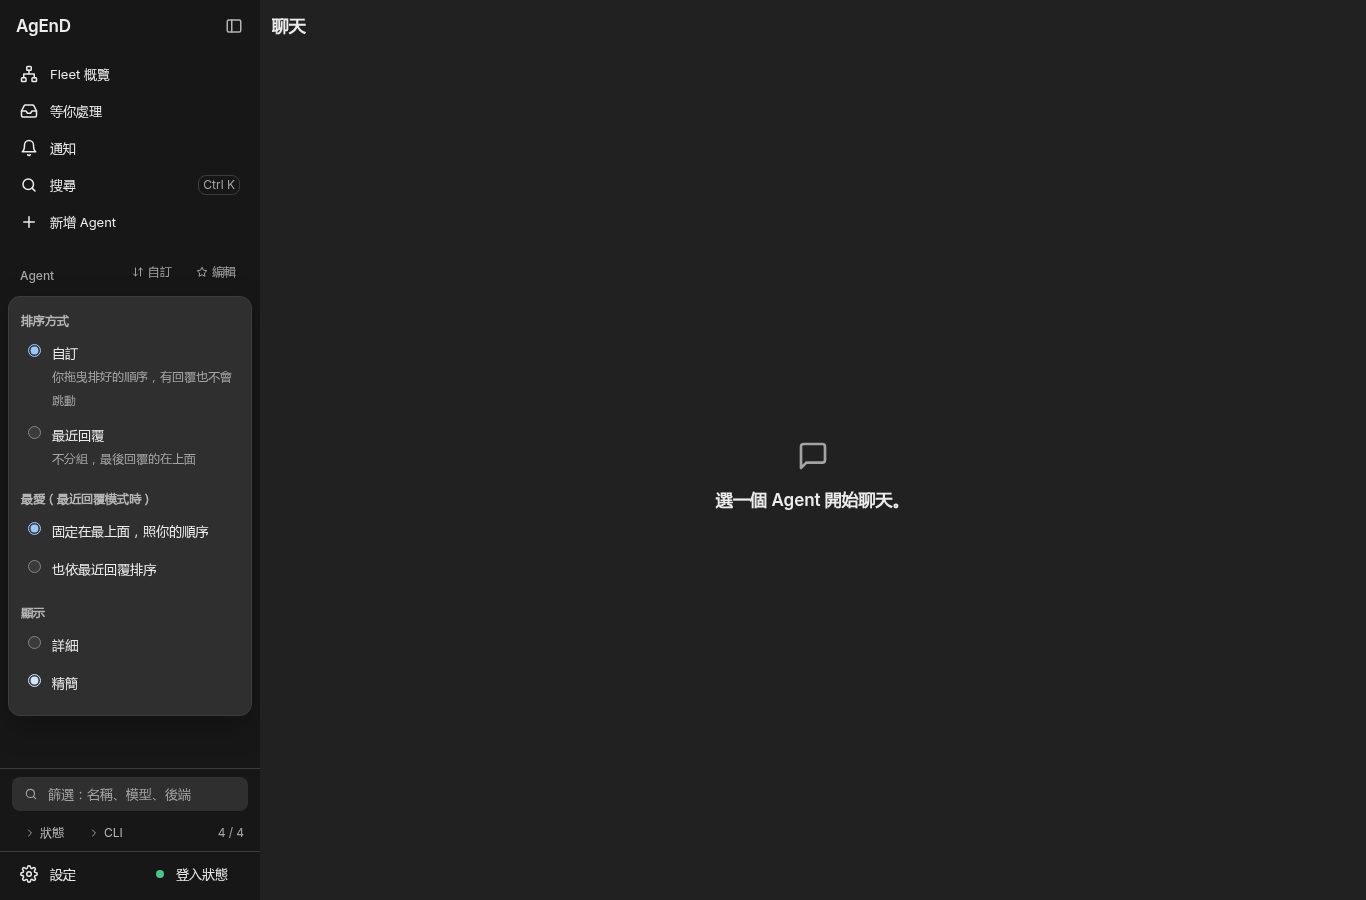 AgEnD
聊天
Fleet 概覽
等你處理
通知
搜尋 Ctrl K
新增 Agent
Agent 自訂 編輯
排序方式
自訂
你拖曳排好的順序，有回覆也不會
跳動
最近回覆
不分組，最後回覆的在上面
最愛（最近回覆模式時）
固定在最上面，照你的順序
也依最近回覆排序
顯示
詳細
精簡
選一個 Agent 開始聊天。
篩選：名稱、模型、後端
狀態 CLI 4 / 4
設定 登入狀態